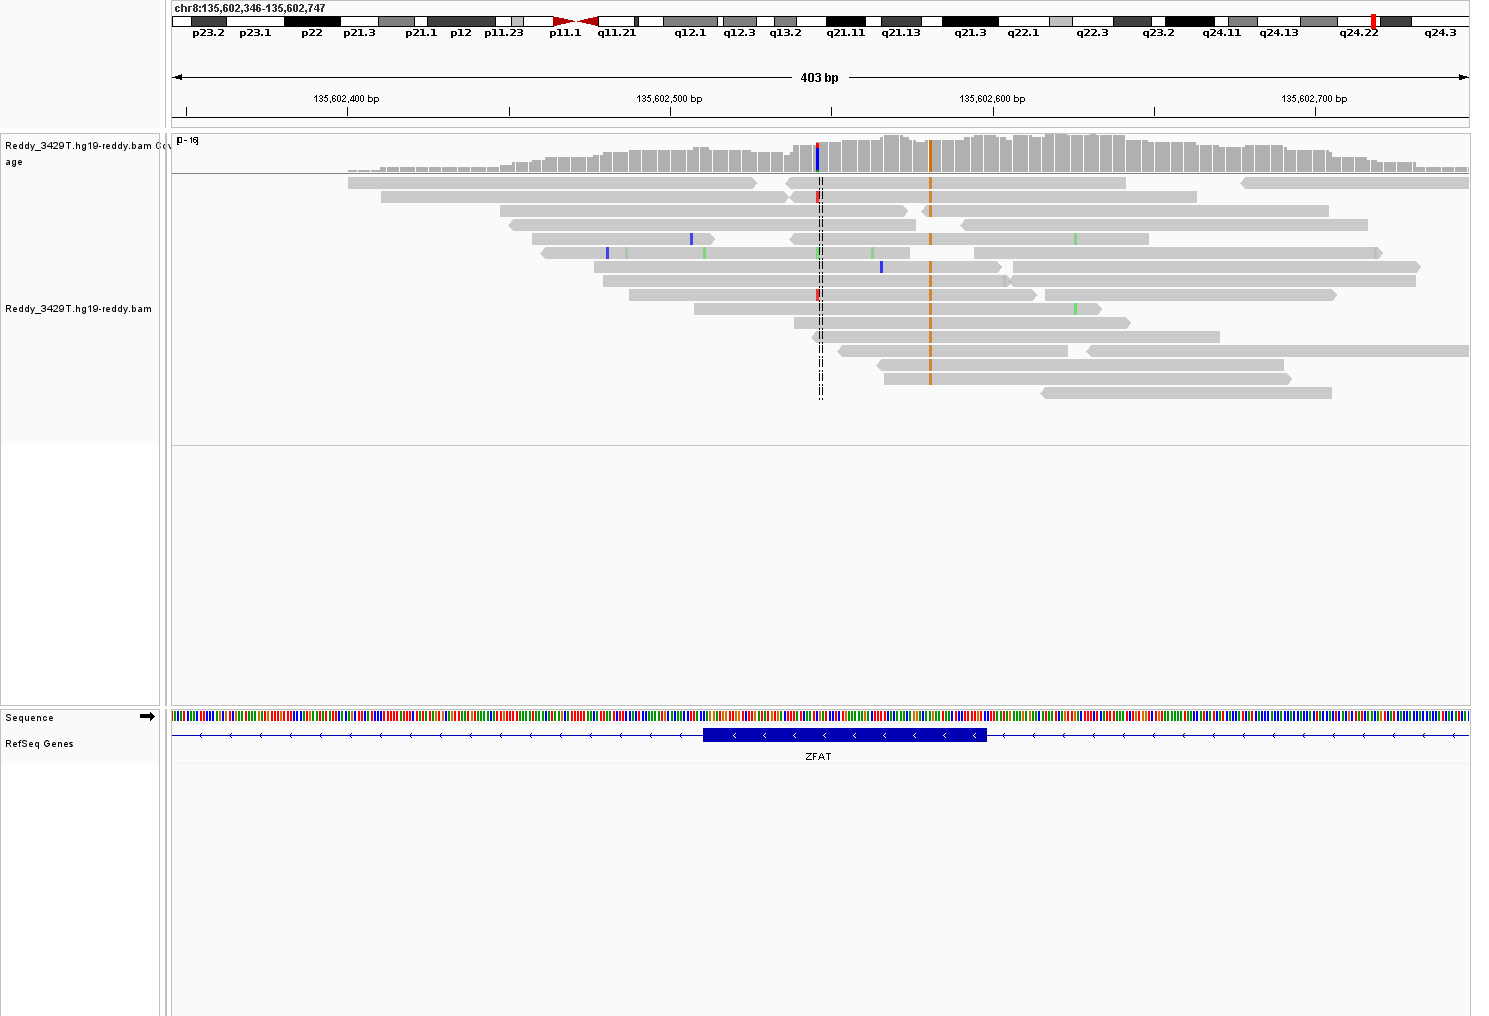 chr8:135,602,346-135,602,747
p23.2 p23.1 p22 p21.3 p21.1 p12 p11.23 p11.1 q11.21 q12.1 q12.3 q13.2 q21.11 q21.13 q21.3 q22.1 q22.3 q23.2 q24.11 q24.13 q24.22 q24.3
403 bp
135,602,400 bp 135,602,500 bp 135,602,600 bp 135,602,700 bp
[0 - 16]
Reddy_3429T.hg19-reddy.bam Cov
age
Reddy_3429T.hg19-reddy.bam
Sequence
RefSeq Genes
ZFAT